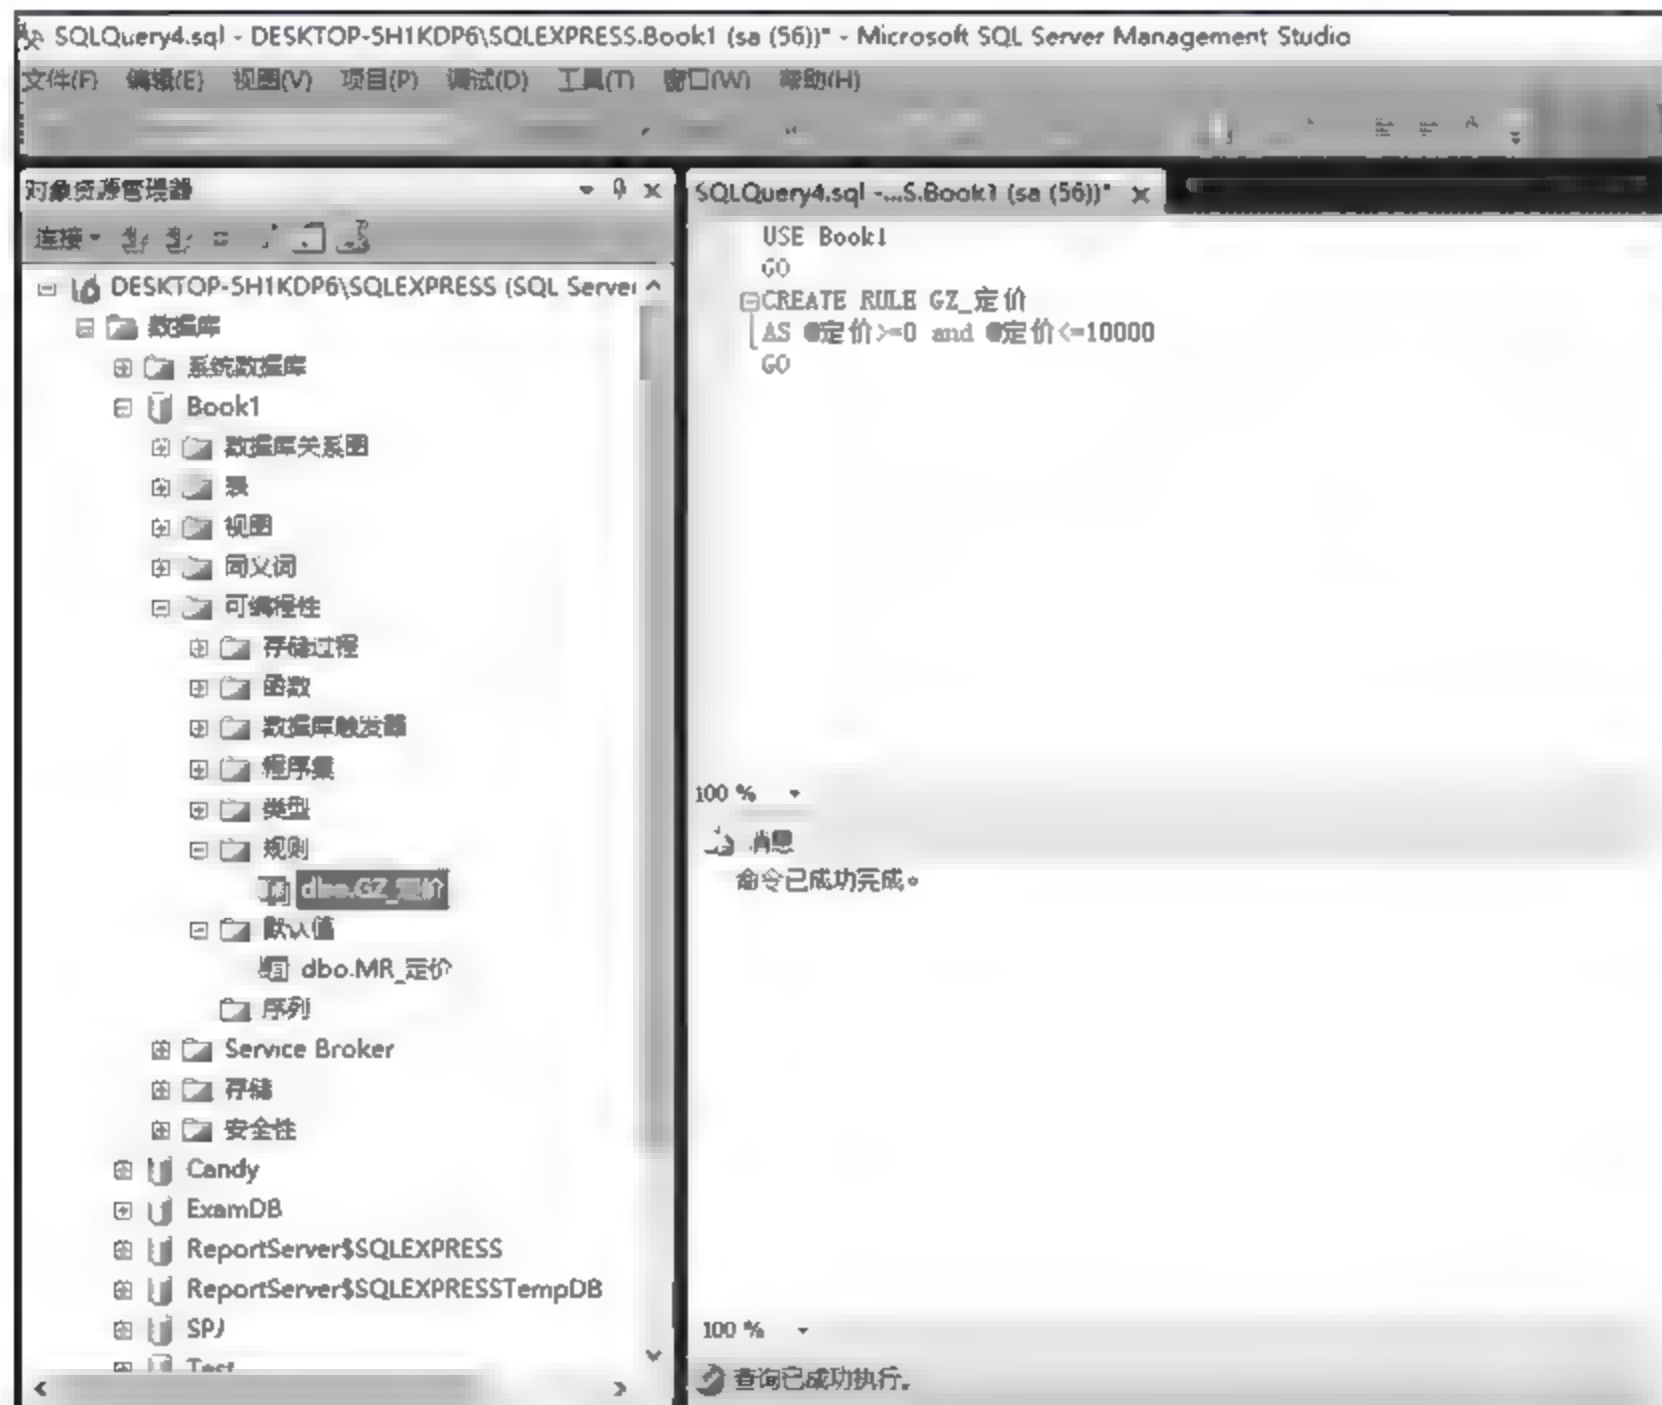 SQLQuery4.sql - DESKTOP-5H1KDP6\SQLEXPRESS.Book1 (sa (56))* - Microsoft SQL Server Management Studio
文件(F) 编辑(E) 视图(V) 项目(P) 调试(D) 工具(T) 窗口(W) 帮助(H)
对象资源管理器
连接
DESKTOP-5H1KDP6\SQLEXPRESS (SQL Server
数据库
系统数据库
Book1
数据库关系图
表
视图
同义词
可编程性
存储过程
函数
数据库触发器
程序集
类型
规则
dbo.GZ_定价
默认值
dbo.MR_定价
序列
Service Broker
存储
安全性
Candy
ExamDB
ReportServer$SQLEXPRESS
ReportServer$SQLEXPRESSTempDB
SPJ
Test
SQLQuery4.sql -...S.Book1 (sa (56))*
USE Book1
GO
CREATE RULE GZ_定价
AS @定价>=0 and @定价<=10000
GO
100 %
消息
命令已成功完成。
100 %
查询已成功执行。